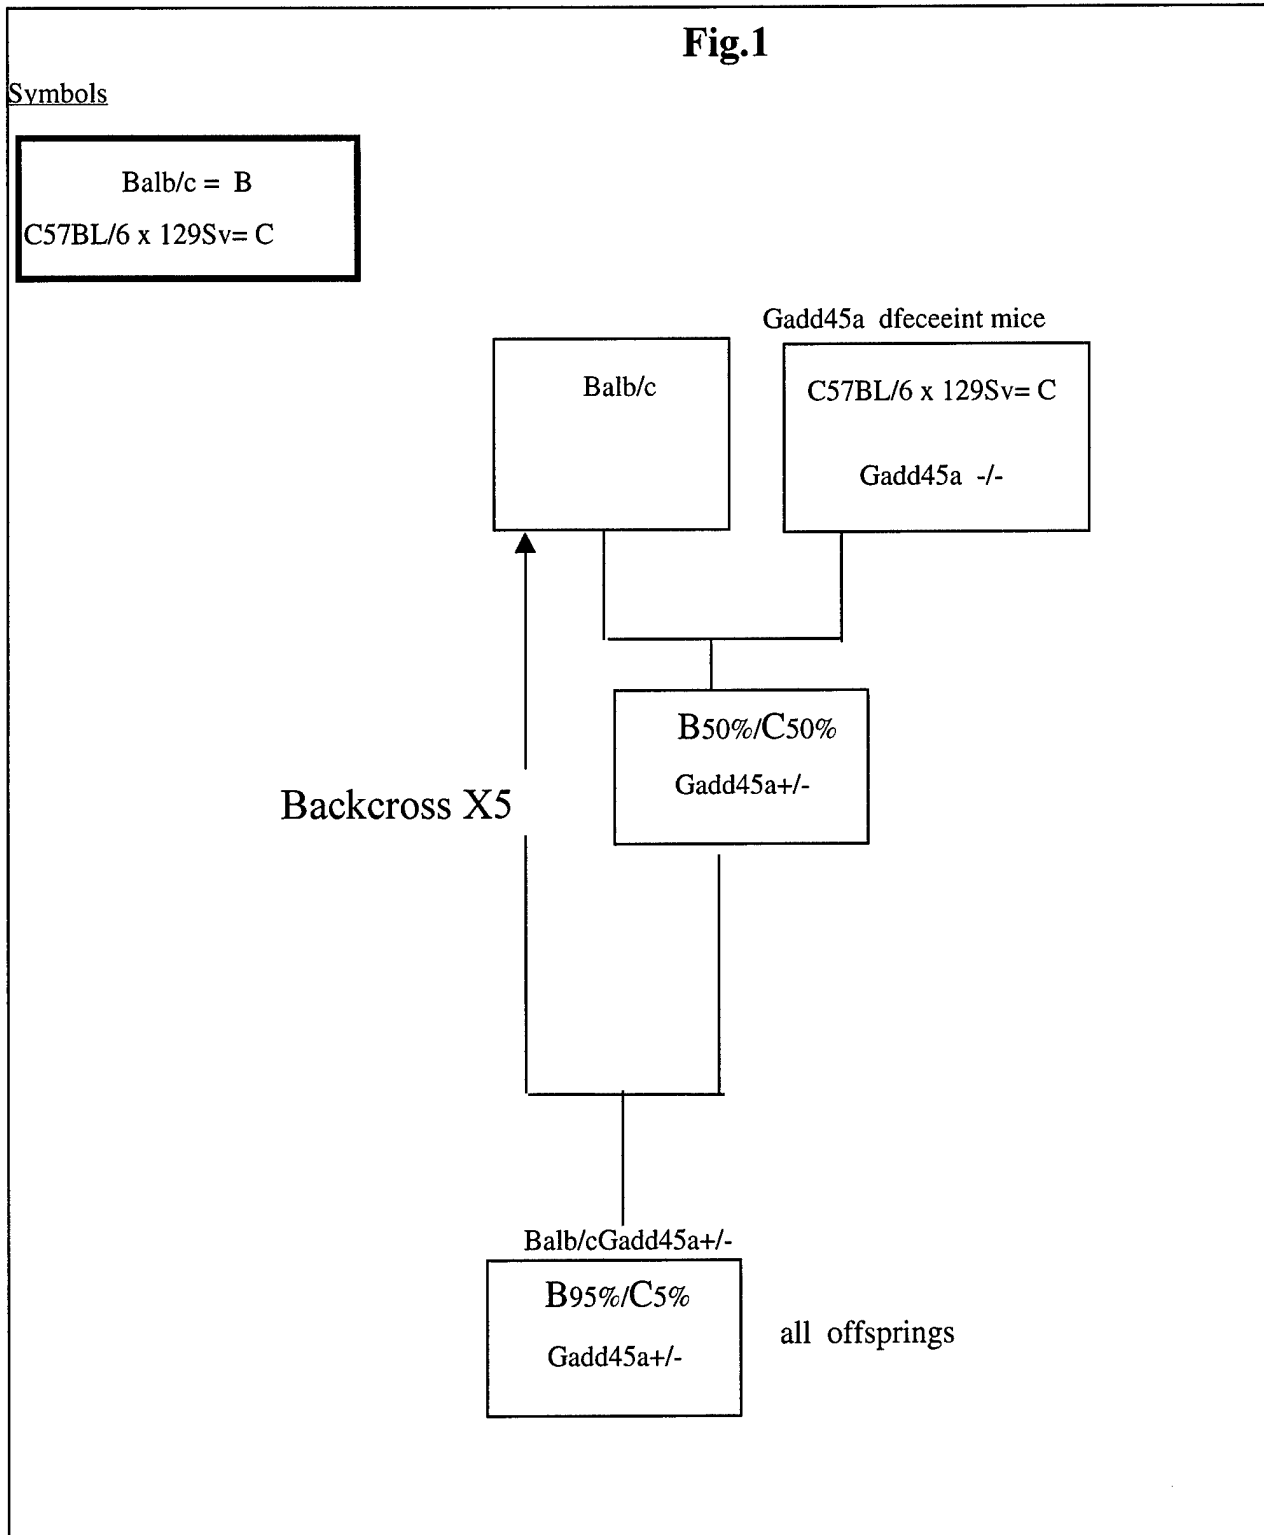 Fig.1
Symbols
Balb/c = B
C57BL/6 x 129Sv= C
Gadd45a dfeceeint mice
Balb/c
C57BL/6 x 129Sv= C
Gadd45a -/-
B50%/C50%
Gadd45a+/-
Backcross X5
Balb/cGadd45a+/-
B95%/C5%
Gadd45a+/-
all offsprings